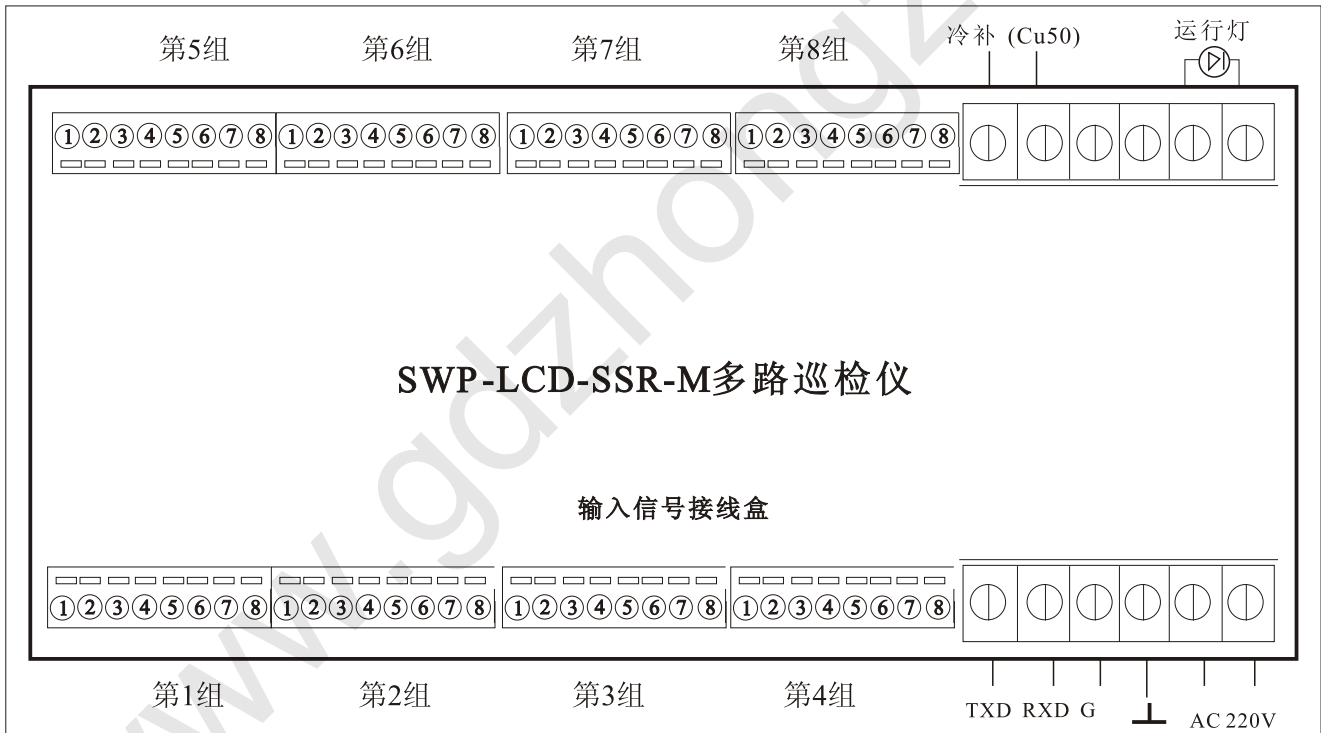 第5组 第6组 第7组 第8组 冷补 (Cu50) 运行灯
①②③④⑤⑥⑦⑧ ①②③④⑤⑥⑦⑧ ①②③④⑤⑥⑦⑧ ①②③④⑤⑥⑦⑧
SWP-LCD-SSR-M多路巡检仪
输入信号接线盒
①②③④⑤⑥⑦⑧ ①②③④⑤⑥⑦⑧ ①②③④⑤⑥⑦⑧ ①②③④⑤⑥⑦⑧
第1组 第2组 第3组 第4组 TXD RXD G AC 220V
www.gdzhongz